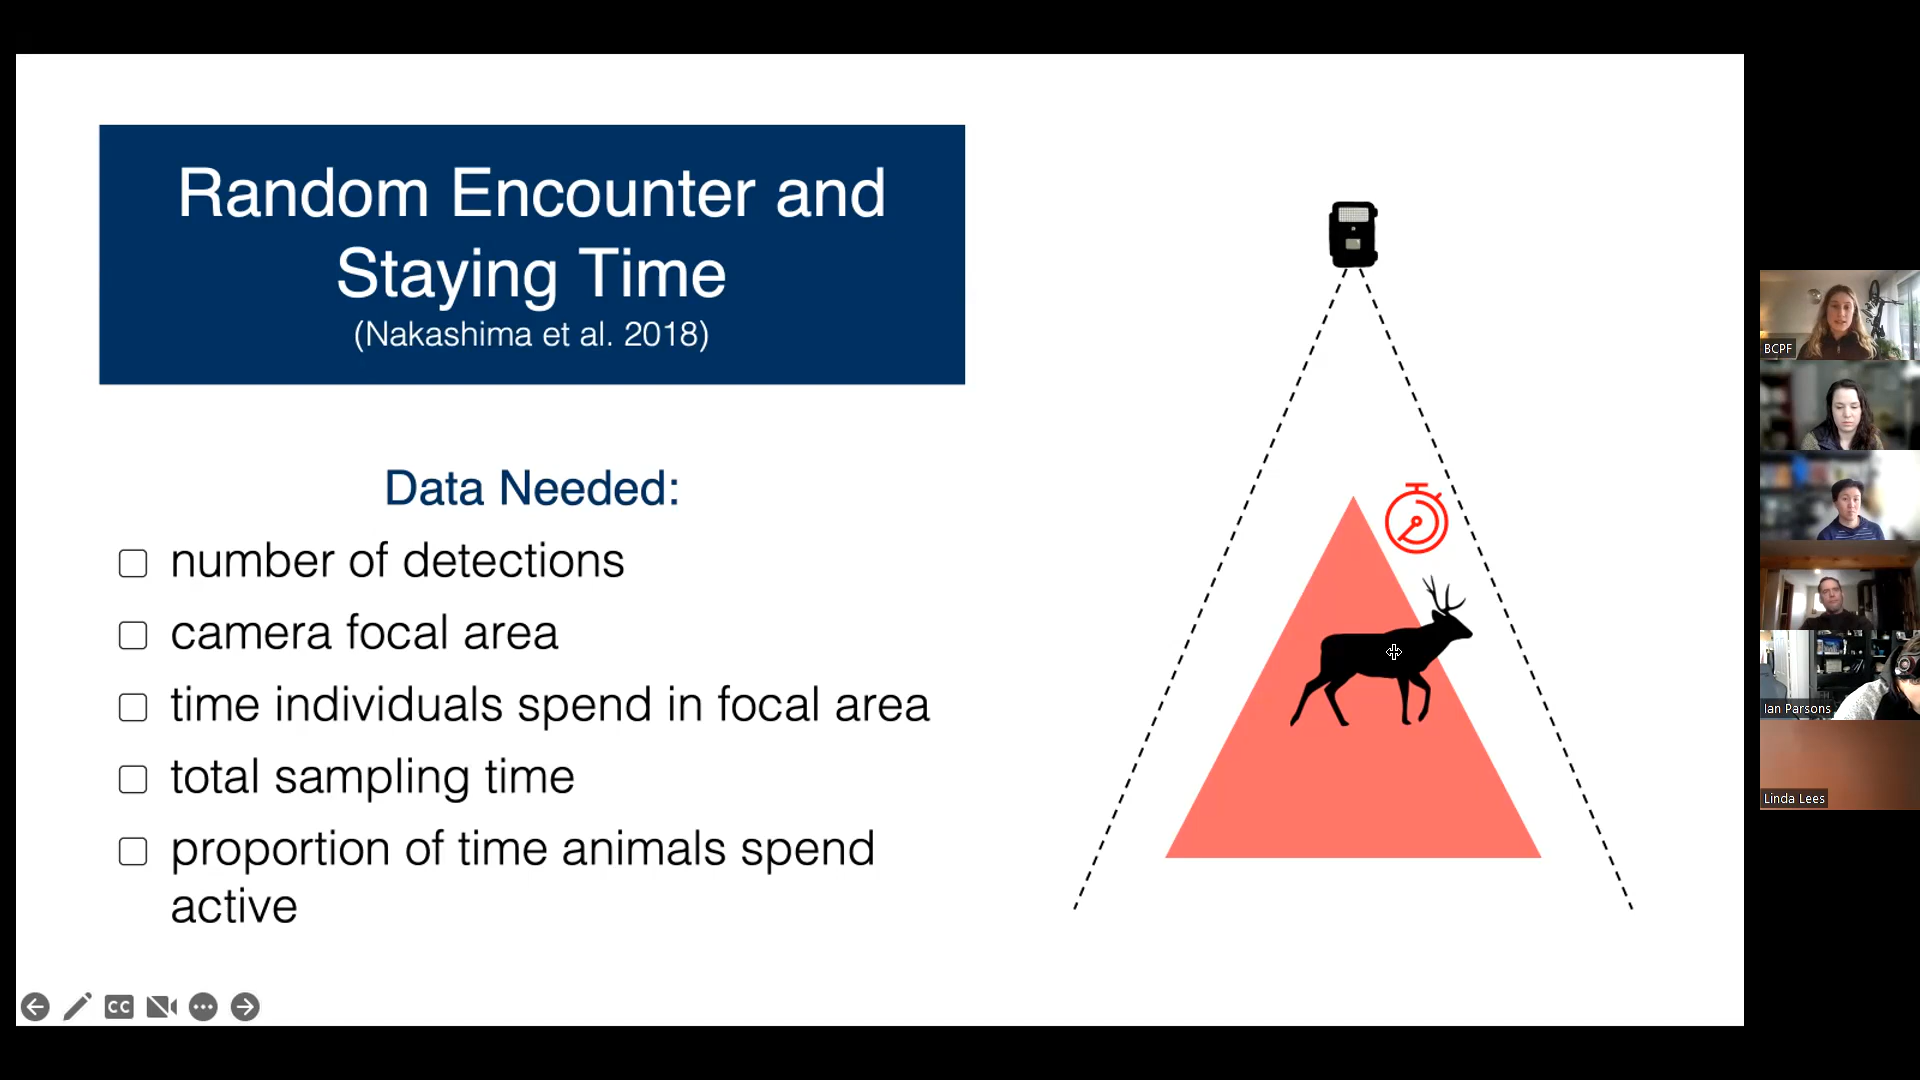 Random Encounter and
Staying Time
(Nakashima et al. 2018)
Data Needed:
number of detections
camera focal area
time individuals spend in focal area
total sampling time
proportion of time animals spend
active
CC
BCPF
Ian Parsons
Linda Lees